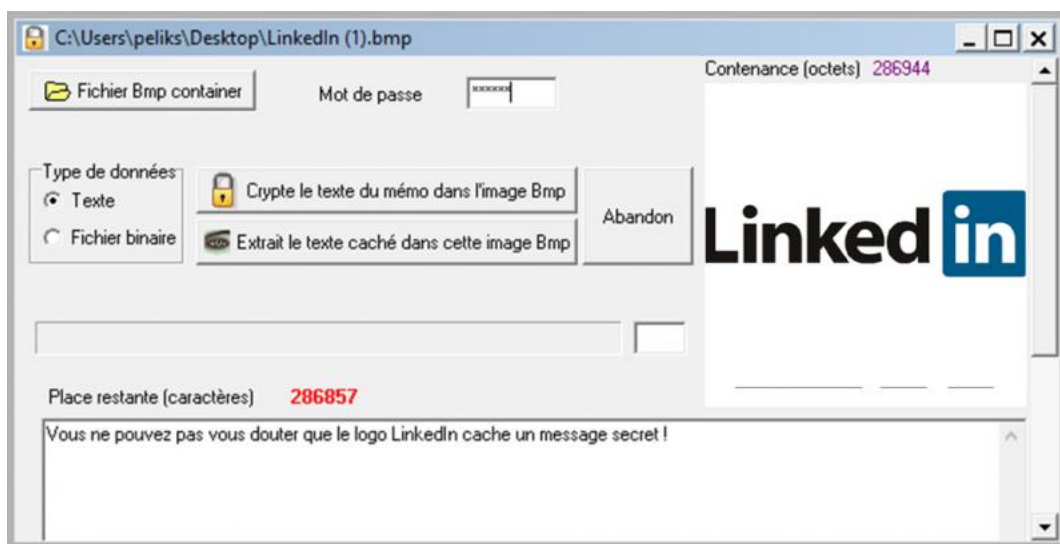 C:\Users\peliks\Desktop\LinkedIn (1).bmp
Fichier Bmp container
Mot de passe
xxxxxx
Contenance (octets) 286944
Type de données
Texte
Fichier binaire
Crypte le texte du mémo dans l'image Bmp
Extrait le texte caché dans cette image Bmp
Abandon
Linked in
Place restante (caractères) 286857
Vous ne pouvez pas vous douter que le logo LinkedIn cache un message secret !